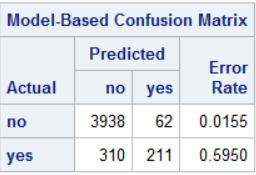 Model-Based Confusion Matrix
Predicted
Error
Actual no yes Rate
no 3938 62 0.0155
yes 310 211 0.5950